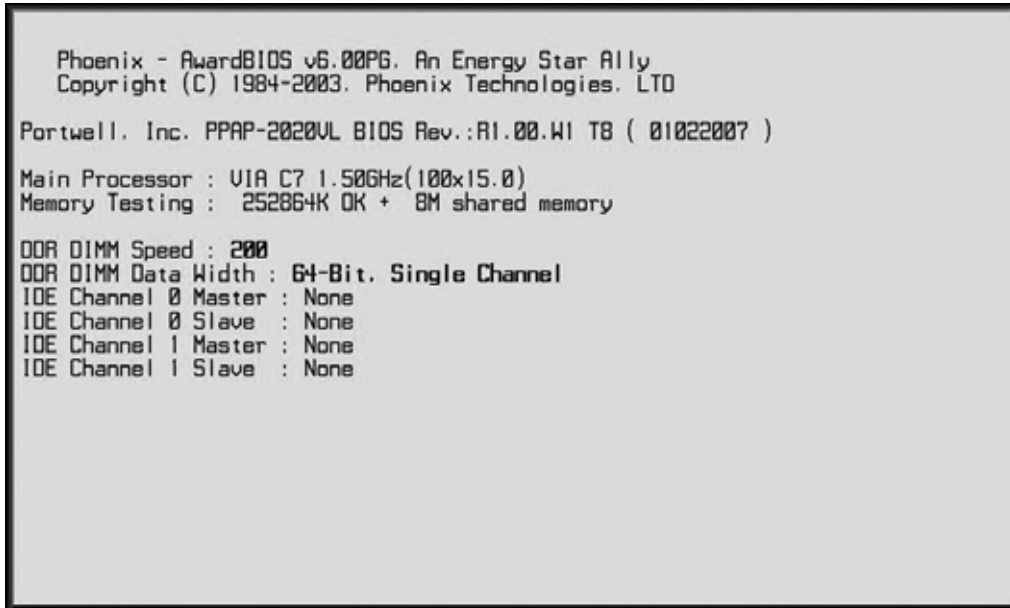 Phoenix - AwardBIOS v6.00PG, An Energy Star Ally
Copyright (C) 1984-2003, Phoenix Technologies, LTD
Portwell, Inc. PPAP-2020VL BIOS Rev.:R1.00.W1 T8 ( 01022007 )
Main Processor : VIA C7 1.50GHz(100x15.0)
Memory Testing :  252864K OK +  8M shared memory
DDR DIMM Speed : 200
DDR DIMM Data Width : 64-Bit, Single Channel
IDE Channel 0 Master : None
IDE Channel 0 Slave  : None
IDE Channel 1 Master : None
IDE Channel 1 Slave  : None